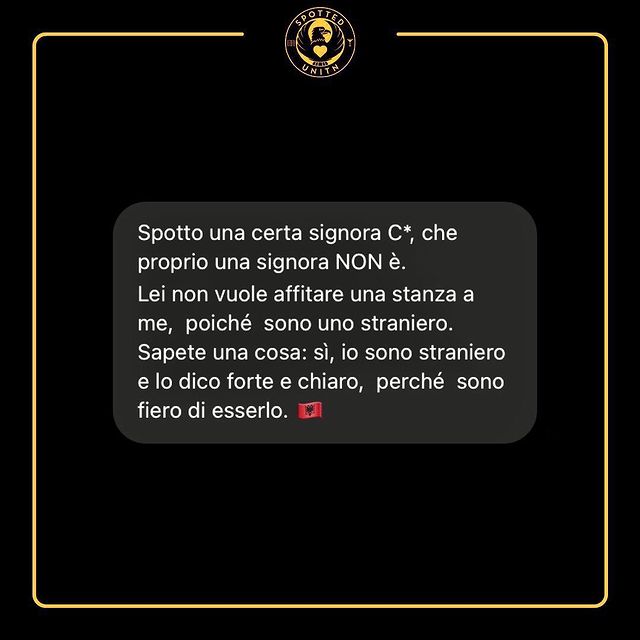 SPOTTED
UNITN
Spotto una certa signora C*, che
proprio una signora NON è.
Lei non vuole affitare una stanza a
me,  poiché  sono uno straniero.
Sapete una cosa: sì, io sono straniero
e lo dico forte e chiaro,  perché  sono
fiero di esserlo. 🇦🇱